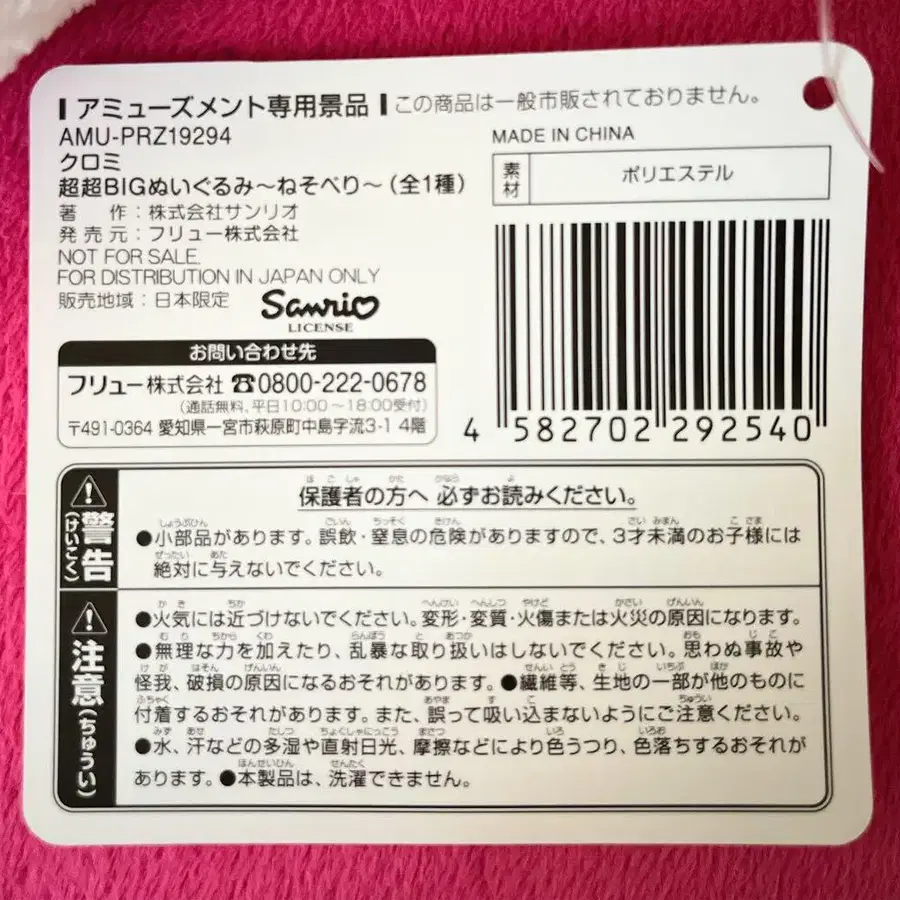 アミューズメント専用景品 この商品は一般市販されておりません。
AMU-PRZ19294
クロミ
超超BIGぬいぐるみ～ねそべり～(全1種)
著　作：株式会社サンリオ
発売元：フリュー株式会社
NOT FOR SALE.
FOR DISTRIBUTION IN JAPAN ONLY
販売地域：日本限定
Sanrio
LICENSE
MADE IN CHINA
素材 ポリエステル
4 582702 292540
お問い合わせ先
フリュー株式会社 ☎0800-222-0678
(通話無料、平日10:00～18:00受付)
〒491-0364 愛知県一宮市萩原町中島字流3-1 4階
警告(けいこく)
保護者の方へ 必ずお読みください。
●小部品があります。誤飲・窒息の危険がありますので、3才未満のお子様には
絶対に与えないでください。
注意(ちゅうい)
●火気には近づけないでください。変形・変質・火傷または火災の原因になります。
●無理な力を加えたり、乱暴な取り扱いはしないでください。思わぬ事故や
怪我、破損の原因になるおそれがあります。●繊維等、生地の一部が他のものに
付着するおそれがあります。また、誤って吸い込まないようにご注意ください。
●水、汗などの多湿や直射日光、摩擦などにより色うつり、色落ちするおそれが
あります。●本製品は、洗濯できません。